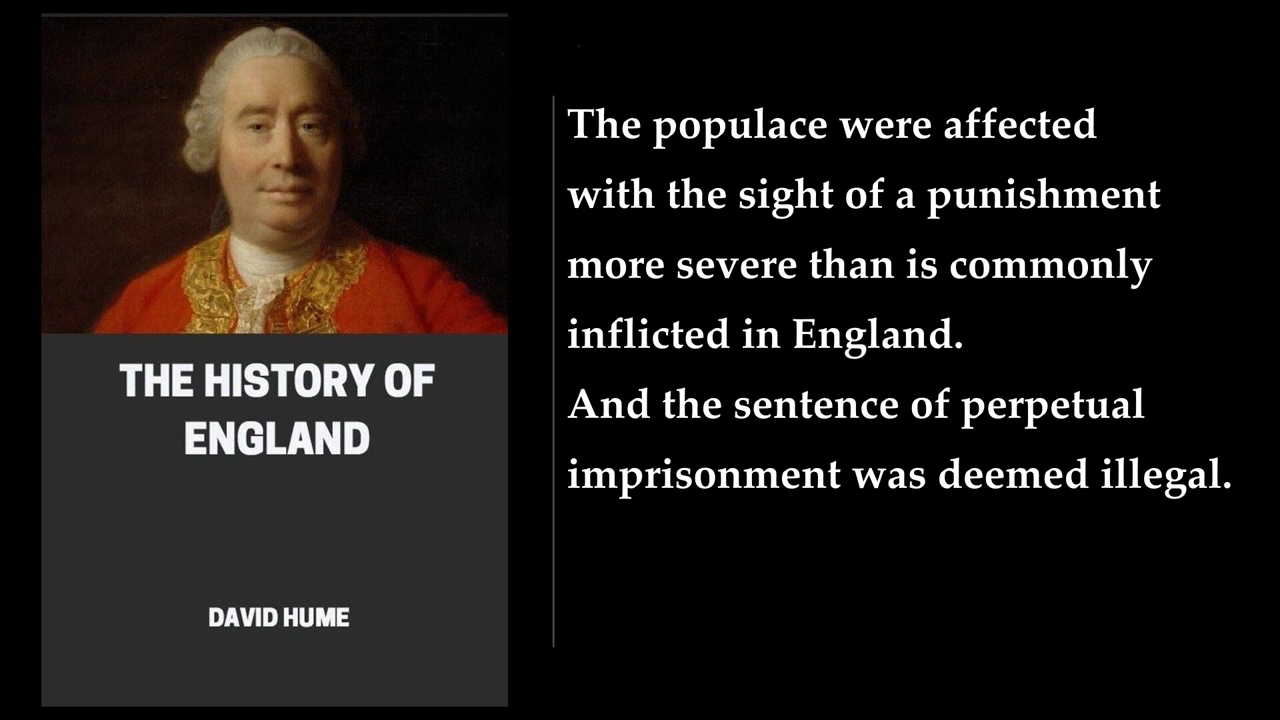 THE HISTORY OF
ENGLAND
DAVID HUME
The populace were affected
with the sight of a punishment
more severe than is commonly
inflicted in England.
And the sentence of perpetual
imprisonment was deemed illegal.